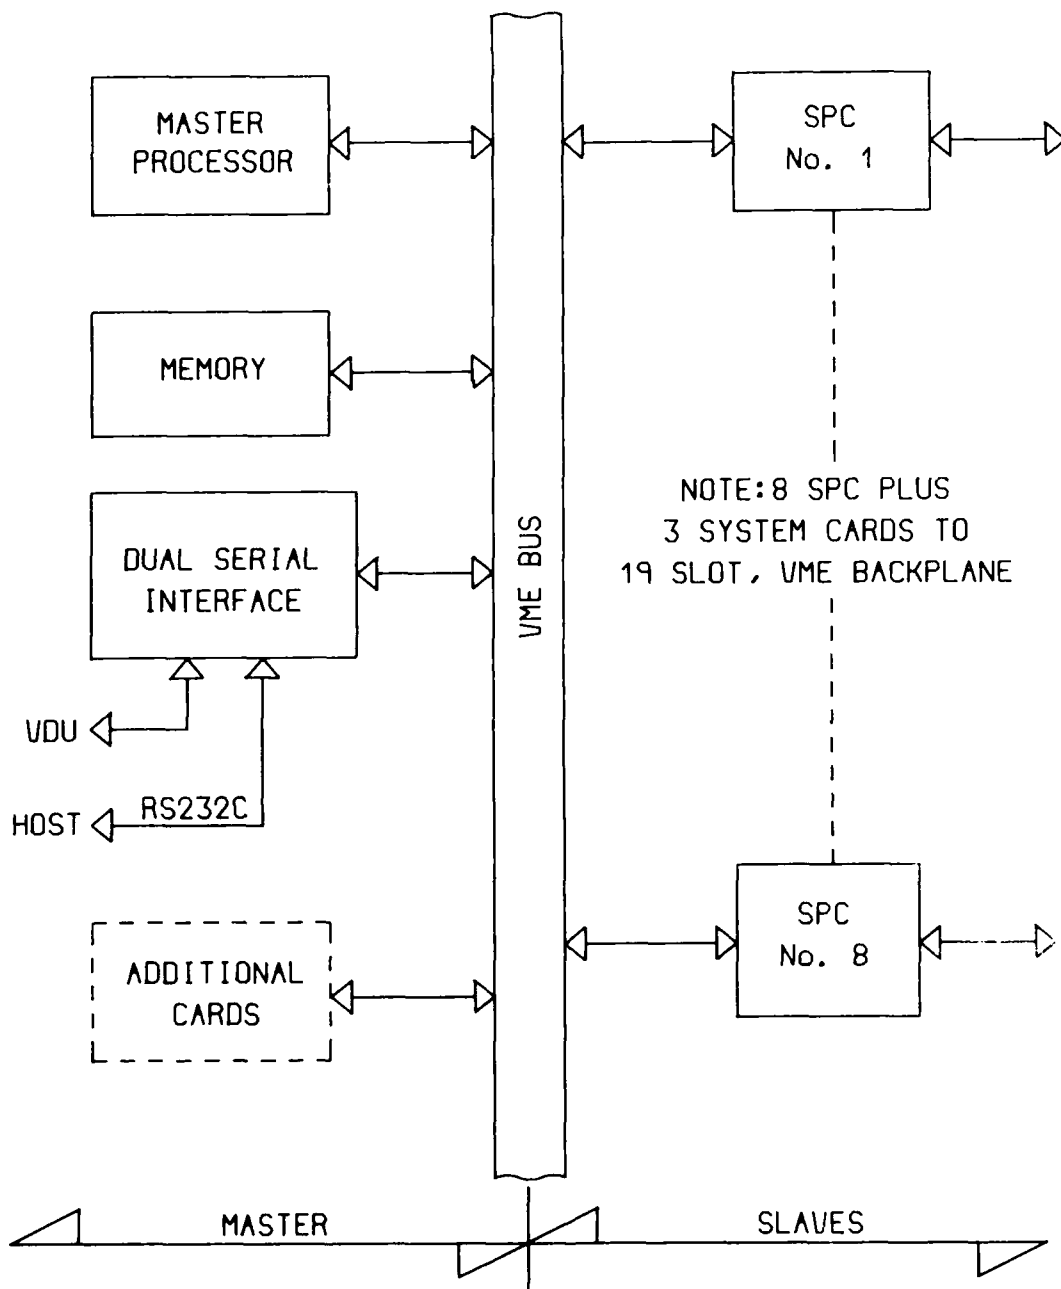 MASTER
PROCESSOR
MEMORY
DUAL SERIAL
INTERFACE
VDU
HOST
RS232C
ADDITIONAL
CARDS
VME BUS
SPC
No. 1
NOTE:8 SPC PLUS
3 SYSTEM CARDS TO
19 SLOT, VME BACKPLANE
SPC
No. 8
MASTER
SLAVES